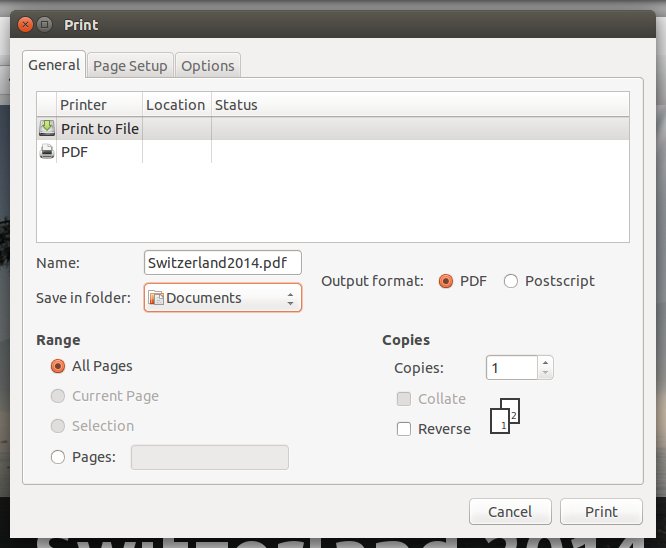 Print
General Page Setup Options
Printer Location Status
Print to File
PDF
Name: Switzerland2014.pdf
Output format: PDF Postscript
Save in folder: Documents
Range Copies
All Pages Copies: 1
Current Page Collate
Selection Reverse 1 2
Pages:
Cancel Print
Switzerland 2014